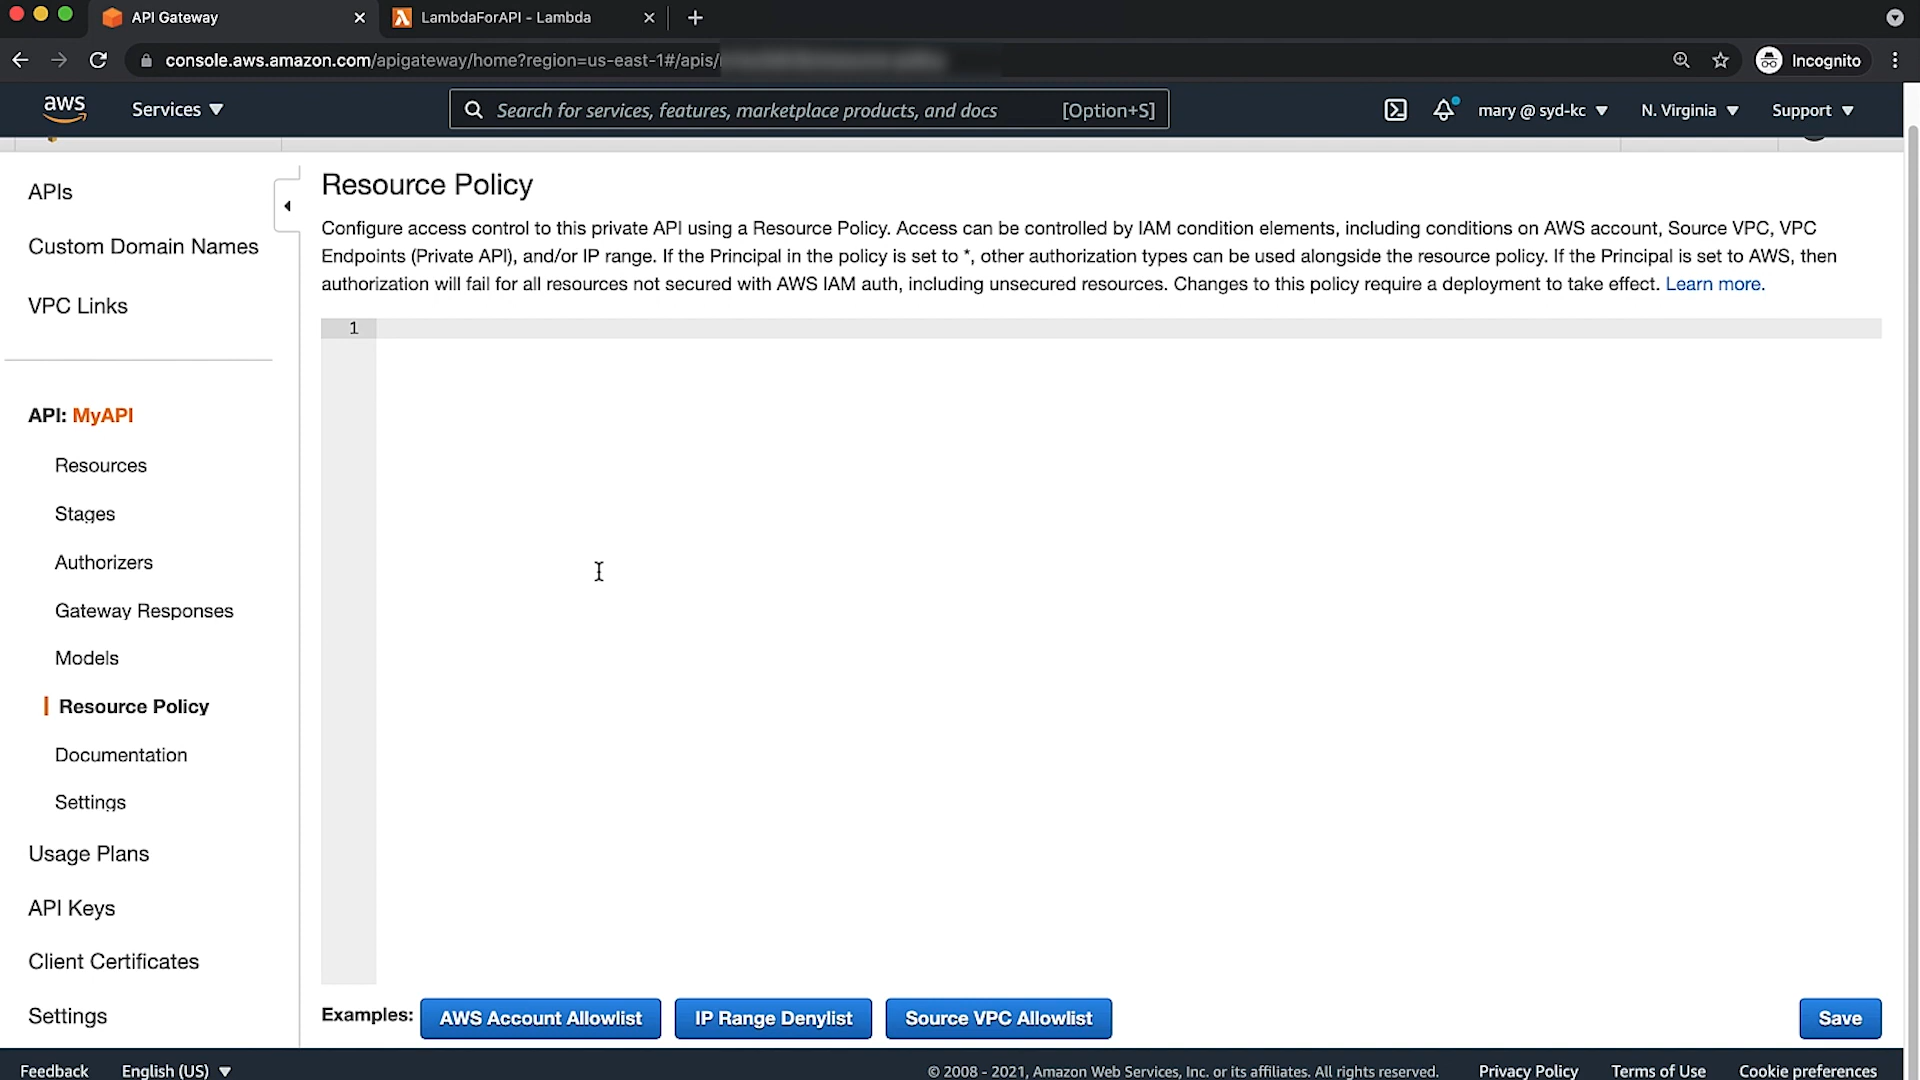 API Gateway
LambdaForAPI - Lambda
console.aws.amazon.com/apigateway/home?region=us-east-1#/apis/
Incognito
aws
Services
Search for services, features, marketplace products, and docs
[Option+S]
mary @ syd-kc
N. Virginia
Support
APIs
Custom Domain Names
VPC Links
API: MyAPI
Resources
Stages
Authorizers
Gateway Responses
Models
Resource Policy
Documentation
Settings
Usage Plans
API Keys
Client Certificates
Settings
Resource Policy
Configure access control to this private API using a Resource Policy. Access can be controlled by IAM condition elements, including conditions on AWS account, Source VPC, VPC
Endpoints (Private API), and/or IP range. If the Principal in the policy is set to *, other authorization types can be used alongside the resource policy. If the Principal is set to AWS, then
authorization will fail for all resources not secured with AWS IAM auth, including unsecured resources. Changes to this policy require a deployment to take effect. Learn more.
1
Examples:
AWS Account Allowlist
IP Range Denylist
Source VPC Allowlist
Save
Feedback
English (US)
© 2008 - 2021, Amazon Web Services, Inc. or its affiliates. All rights reserved.
Privacy Policy
Terms of Use
Cookie preferences